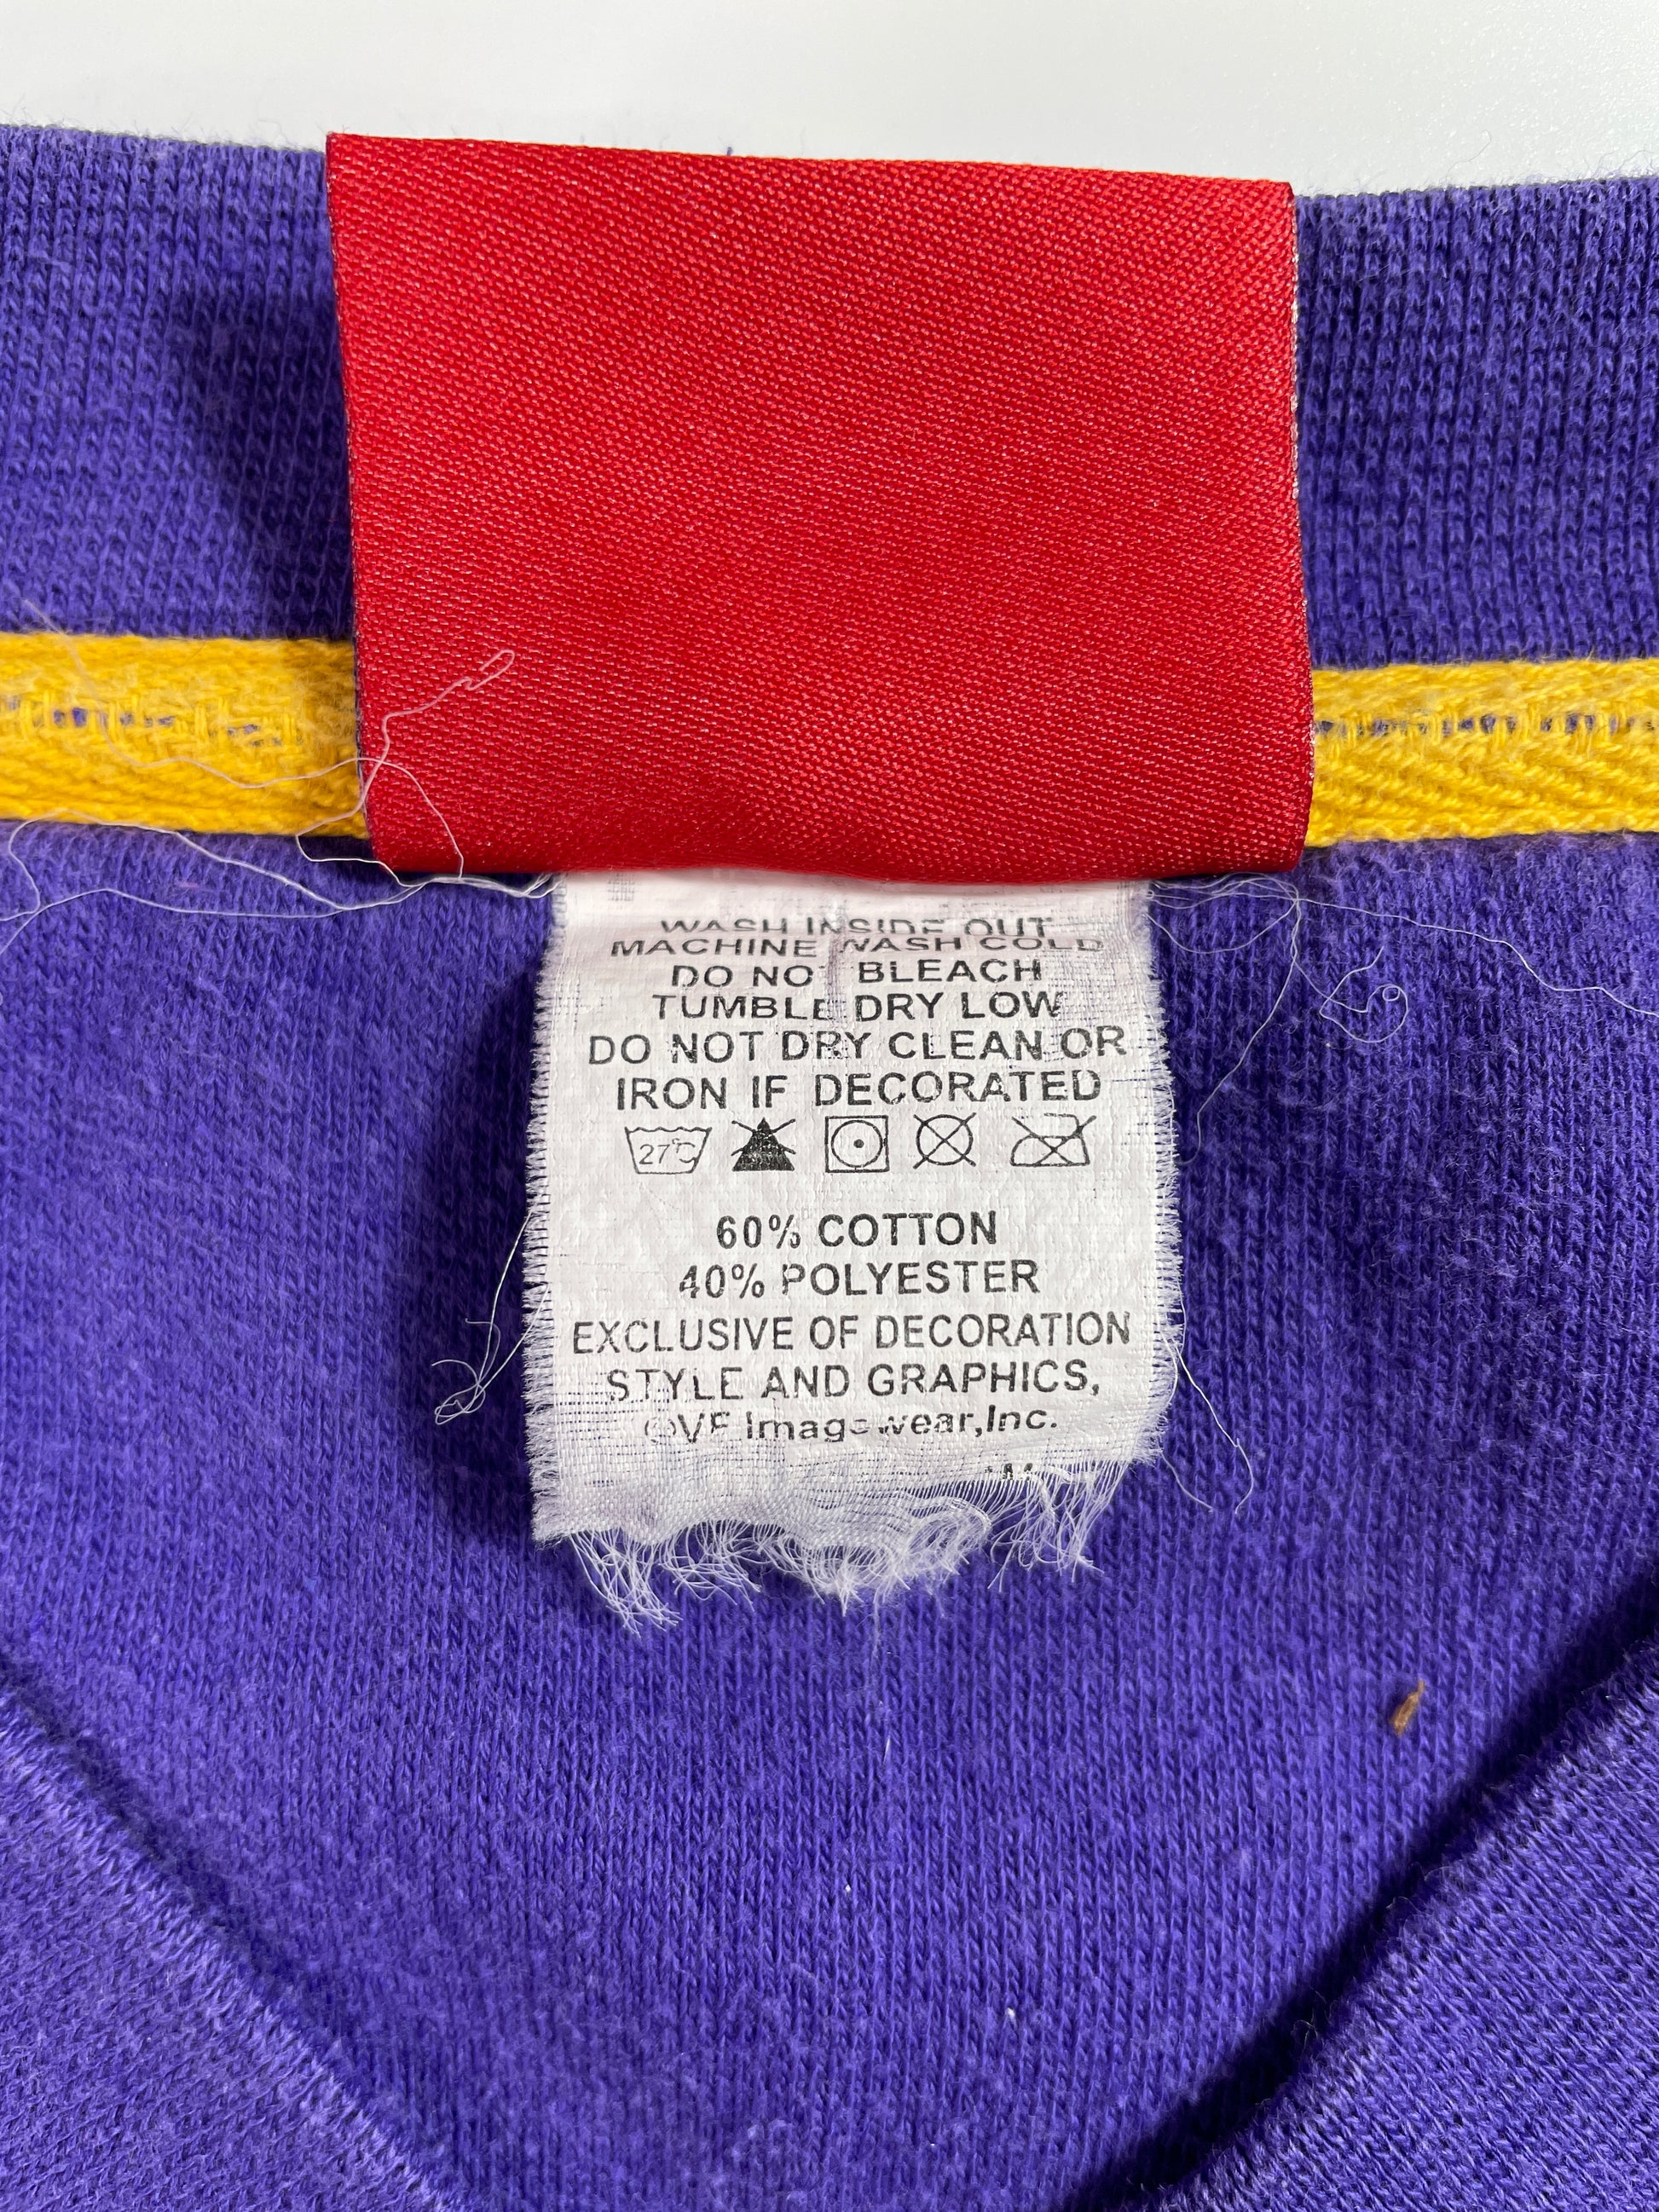 WASH INSIDE OUT
MACHINE WASH COLD
DO NOT BLEACH
TUMBLE DRY LOW
DO NOT DRY CLEAN OR
IRON IF DECORATED
27°C
60% COTTON
40% POLYESTER
EXCLUSIVE OF DECORATION
STYLE AND GRAPHICS,
©VF Imagewear,Inc.